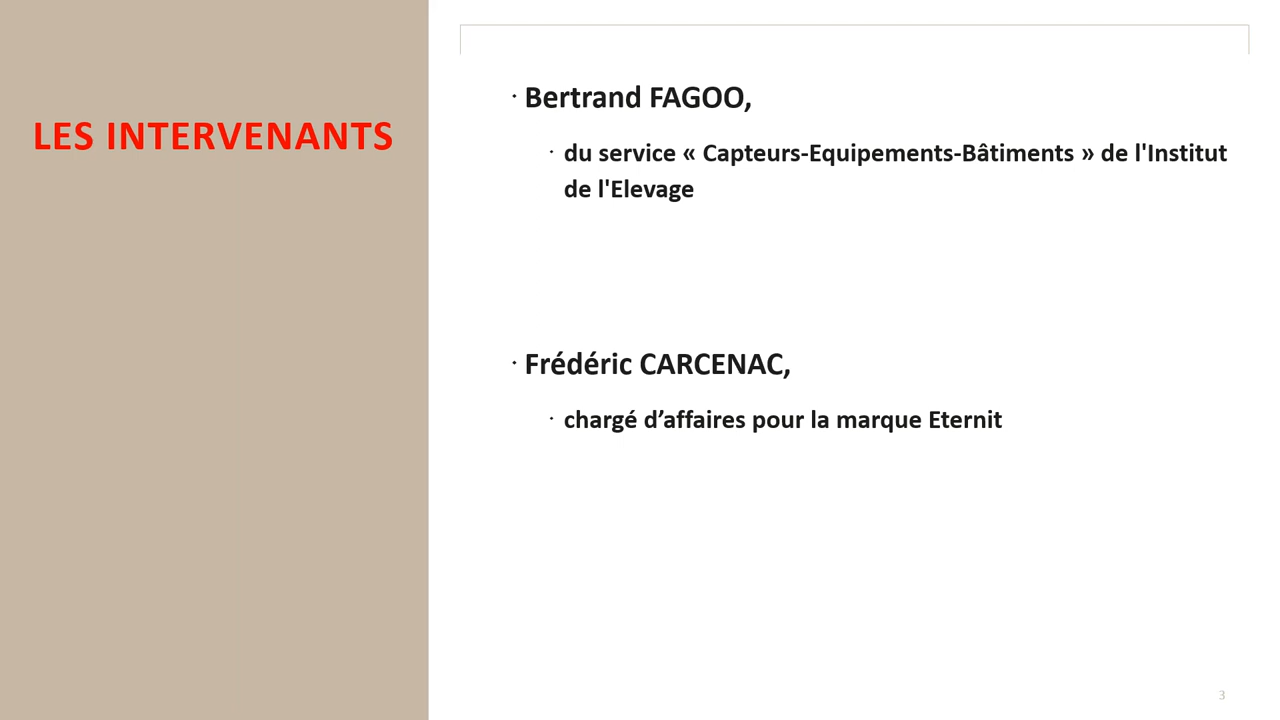 LES INTERVENANTS
· Bertrand FAGOO,
· du service « Capteurs-Equipements-Bâtiments » de l'Institut
de l'Elevage
· Frédéric CARCENAC,
· chargé d’affaires pour la marque Eternit
3